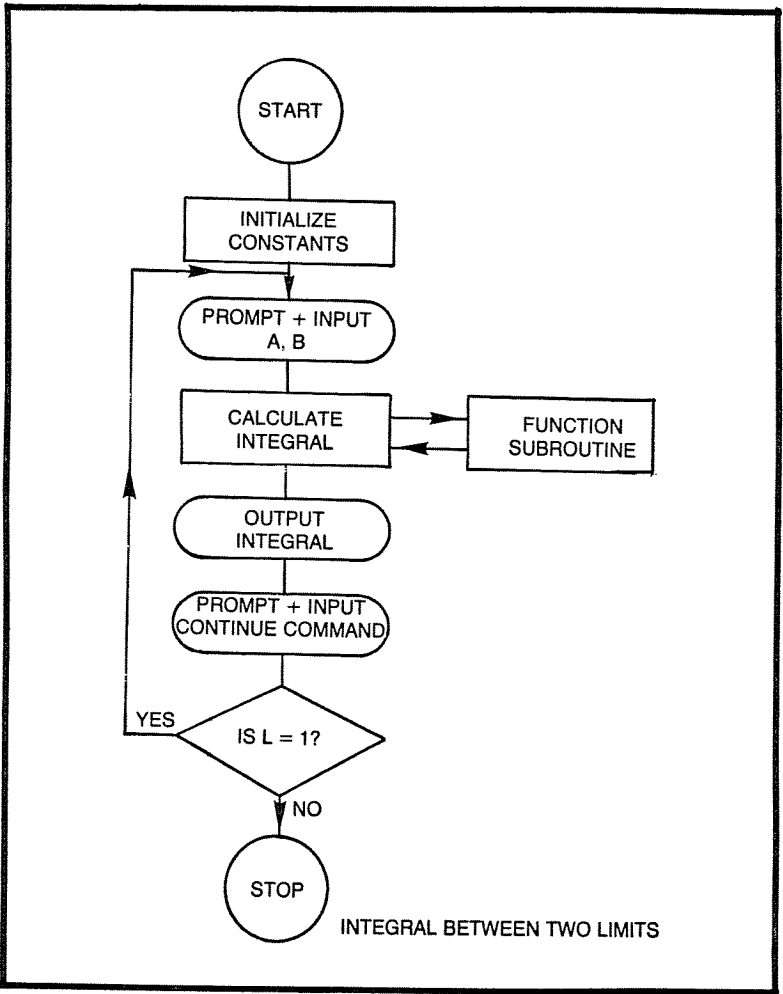 START
INITIALIZE
CONSTANTS
PROMPT + INPUT
A, B
CALCULATE
INTEGRAL
FUNCTION
SUBROUTINE
OUTPUT
INTEGRAL
PROMPT + INPUT
CONTINUE COMMAND
YES
IS L = 1?
NO
STOP
INTEGRAL BETWEEN TWO LIMITS